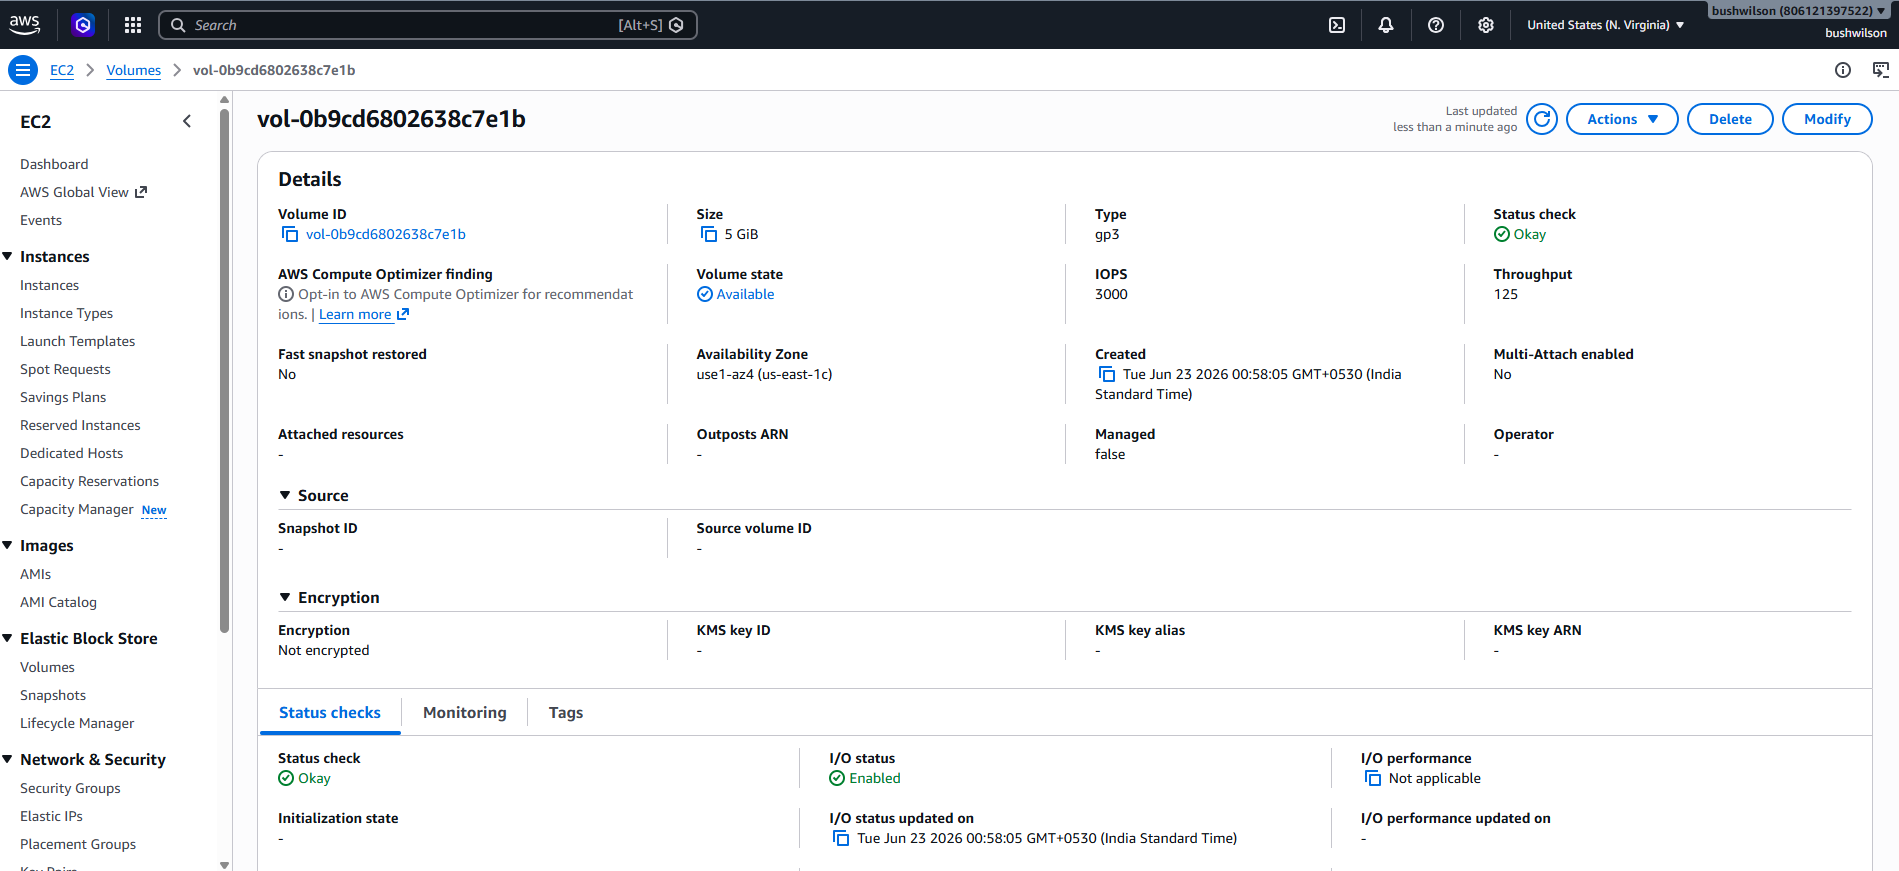 aws
Search
[Alt+S]
United States (N. Virginia)
bushwilson (806121397522)
bushwilson
EC2
Volumes
vol-0b9cd6802638c7e1b
EC2
Dashboard
AWS Global View
Events
Instances
Instances
Instance Types
Launch Templates
Spot Requests
Savings Plans
Reserved Instances
Dedicated Hosts
Capacity Reservations
Capacity Manager New
Images
AMIs
AMI Catalog
Elastic Block Store
Volumes
Snapshots
Lifecycle Manager
Network & Security
Security Groups
Elastic IPs
Placement Groups
Key Pairs
vol-0b9cd6802638c7e1b
Last updated
less than a minute ago
Actions
Delete
Modify
Details
Volume ID
vol-0b9cd6802638c7e1b
Size
5 GiB
Type
gp3
Status check
Okay
AWS Compute Optimizer finding
Opt-in to AWS Compute Optimizer for recommendat
ions. | Learn more
Volume state
Available
IOPS
3000
Throughput
125
Fast snapshot restored
No
Availability Zone
use1-az4 (us-east-1c)
Created
Tue Jun 23 2026 00:58:05 GMT+0530 (India
Standard Time)
Multi-Attach enabled
No
Attached resources
-
Outposts ARN
-
Managed
false
Operator
-
Source
Snapshot ID
-
Source volume ID
-
Encryption
Encryption
Not encrypted
KMS key ID
-
KMS key alias
-
KMS key ARN
-
Status checks
Monitoring
Tags
Status check
Okay
I/O status
Enabled
I/O performance
Not applicable
Initialization state
-
I/O status updated on
Tue Jun 23 2026 00:58:05 GMT+0530 (India Standard Time)
I/O performance updated on
-